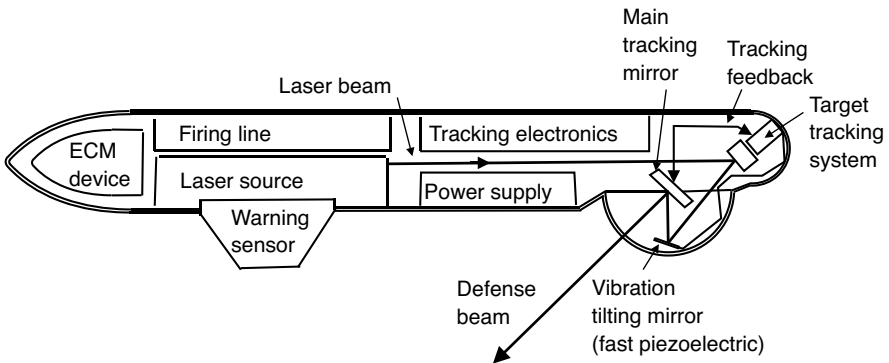 Main
tracking
mirror
Tracking
feedback
Laser beam
Target
tracking
system
Firing line
Tracking electronics
ECM
device
Laser source
Power supply
Warning
sensor
Defense
beam
Vibration
tilting mirror
(fast piezoelectric)